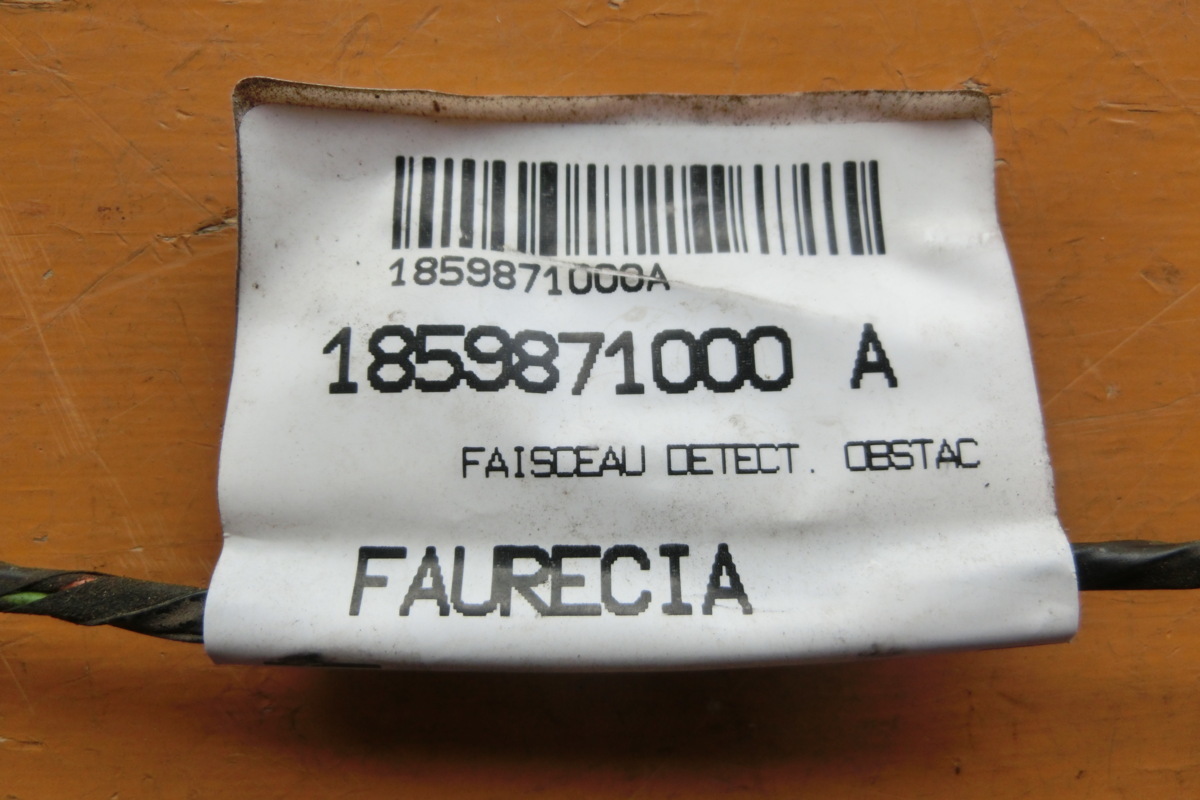 1859871000A
1859871000 A
FAISCEAU DETECT. OBSTAC
FAURECIA